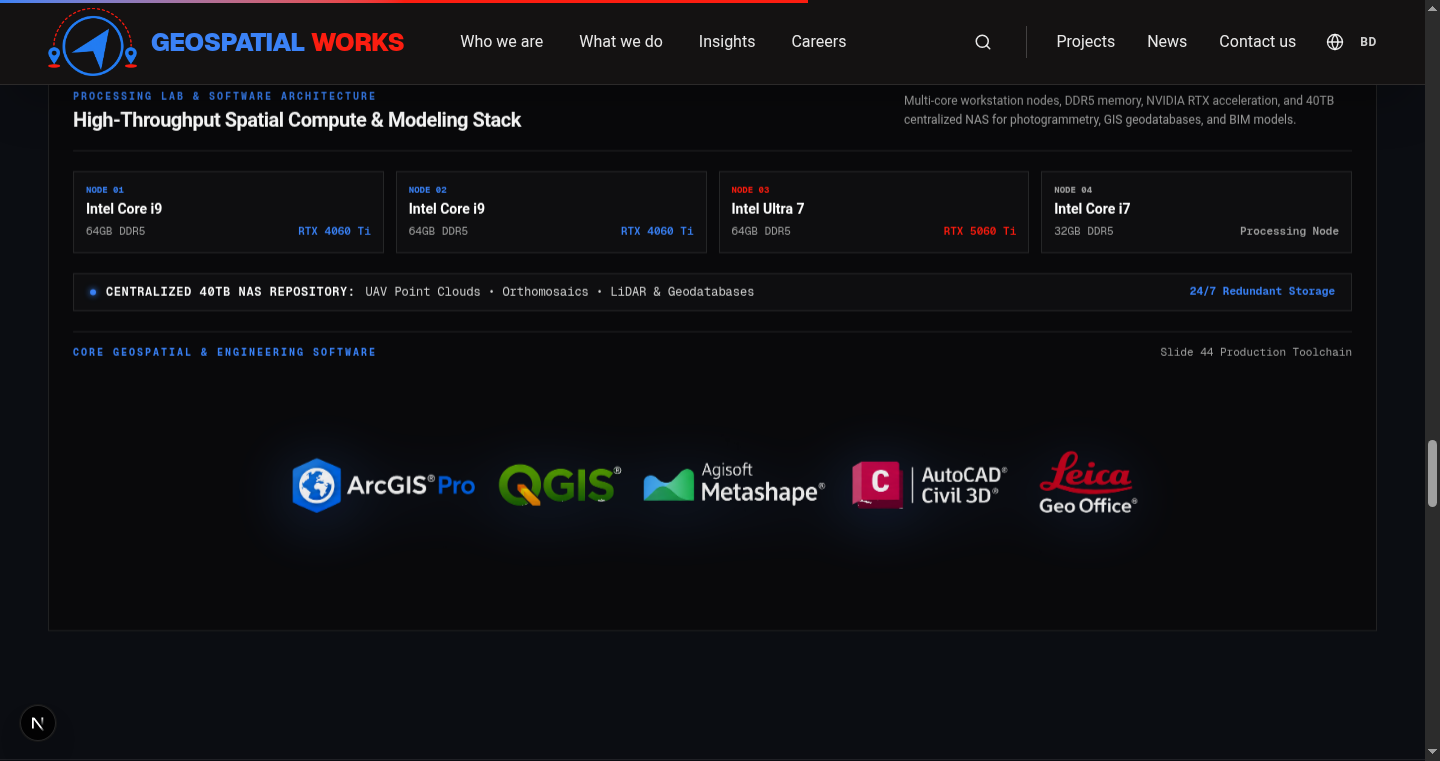 GEOSPATIAL WORKS
Who we are
What we do
Insights
Careers
Projects
News
Contact us
BD
PROCESSING LAB & SOFTWARE ARCHITECTURE
High-Throughput Spatial Compute & Modeling Stack
Multi-core workstation nodes, DDR5 memory, NVIDIA RTX acceleration, and 40TB
centralized NAS for photogrammetry, GIS geodatabases, and BIM models.
NODE 01
Intel Core i9
64GB DDR5
RTX 4060 Ti
NODE 02
Intel Core i9
64GB DDR5
RTX 4060 Ti
NODE 03
Intel Ultra 7
64GB DDR5
RTX 5060 Ti
NODE 04
Intel Core i7
32GB DDR5
Processing Node
CENTRALIZED 40TB NAS REPOSITORY: UAV Point Clouds • Orthomosaics • LiDAR & Geodatabases
24/7 Redundant Storage
CORE GEOSPATIAL & ENGINEERING SOFTWARE
Slide 44 Production Toolchain
ArcGIS® Pro
QGIS®
Agisoft
Metashape®
C
AutoCAD®
Civil 3D®
Leica
Geo Office®
N